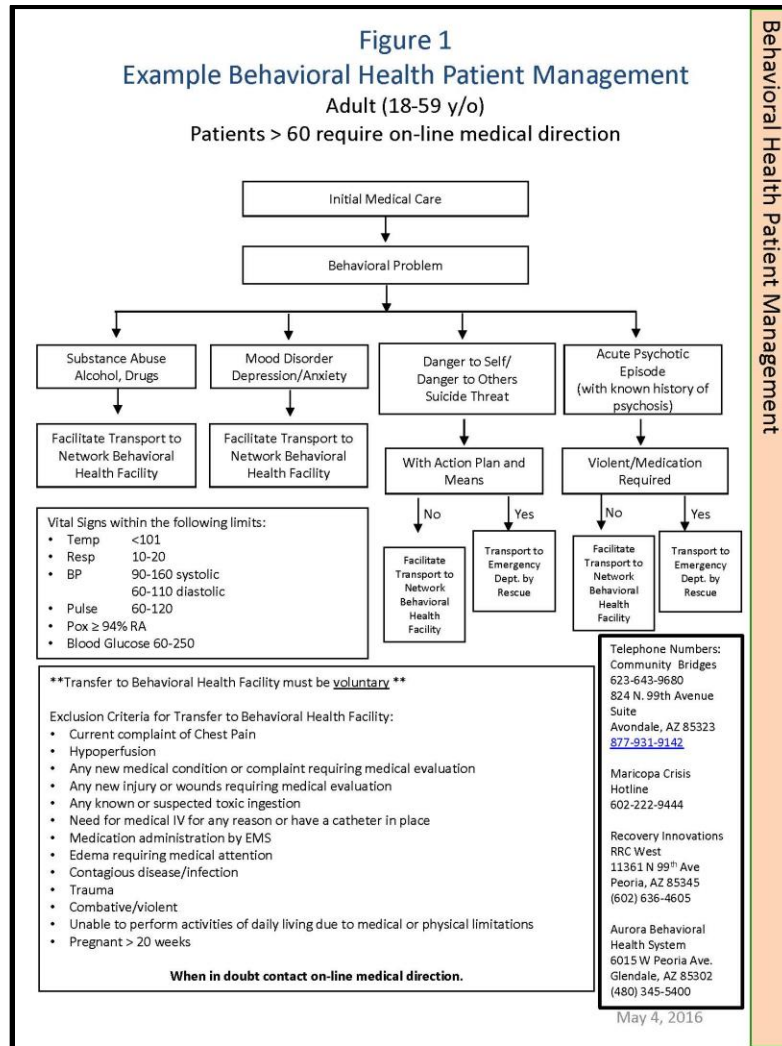 Figure 1
Example Behavioral Health Patient Management
Adult (18-59 y/o)
Patients > 60 require on-line medical direction
Behavioral Health Patient Management
Initial Medical Care
Behavioral Problem
Substance Abuse
Alcohol, Drugs
Mood Disorder
Depression/Anxiety
Danger to Self/
Danger to Others
Suicide Threat
Acute Psychotic
Episode
(with known history of
psychosis)
Facilitate Transport to
Network Behavioral
Health Facility
Facilitate Transport to
Network Behavioral
Health Facility
With Action Plan and
Means
Violent/Medication
Required
No
Yes
No
Yes
Facilitate
Transport to
Network
Behavioral
Health
Facility
Transport to
Emergency
Dept. by
Rescue
Facilitate
Transport to
Network
Behavioral
Health
Facility
Transport to
Emergency
Dept. by
Rescue
Vital Signs within the following limits:
• Temp <101
• Resp 10-20
• BP 90-160 systolic
60-110 diastolic
• Pulse 60-120
• Pox ≥ 94% RA
• Blood Glucose 60-250
**Transfer to Behavioral Health Facility must be voluntary **
Exclusion Criteria for Transfer to Behavioral Health Facility:
• Current complaint of Chest Pain
• Hypoperfusion
• Any new medical condition or complaint requiring medical evaluation
• Any new injury or wounds requiring medical evaluation
• Any known or suspected toxic ingestion
• Need for medical IV for any reason or have a catheter in place
• Medication administration by EMS
• Edema requiring medical attention
• Contagious disease/infection
• Trauma
• Combative/violent
• Unable to perform activities of daily living due to medical or physical limitations
• Pregnant > 20 weeks
When in doubt contact on-line medical direction.
Telephone Numbers:
Community Bridges
623-643-9680
824 N. 99th Avenue
Suite
Avondale, AZ 85323
877-931-9142
Maricopa Crisis
Hotline
602-222-9444
Recovery Innovations
RRC West
11361 N 99th Ave
Peoria, AZ 85345
(602) 636-4605
Aurora Behavioral
Health System
6015 W Peoria Ave.
Glendale, AZ 85302
(480) 345-5400
May 4, 2016